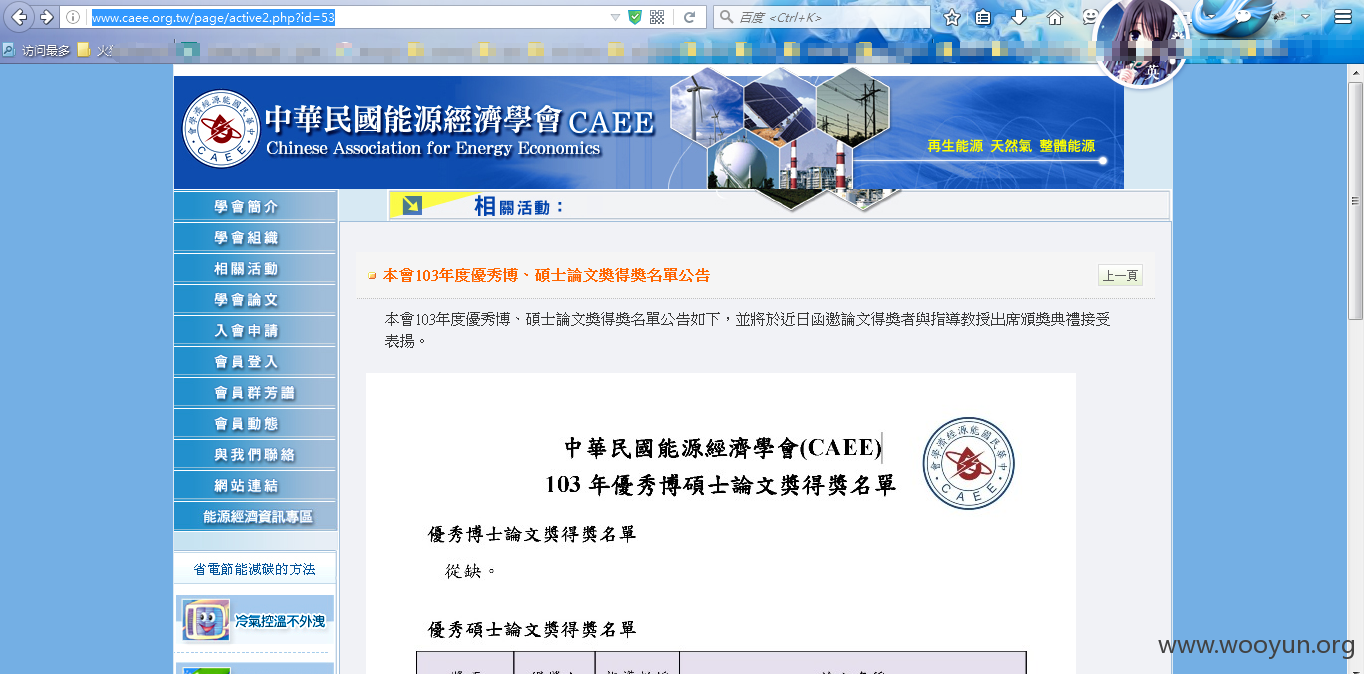 www.caee.org.tw/page/active2.php?id=53
百度 <Ctrl+K>
访问最多
火
英
中華民國能源經濟學會 CAEE
Chinese Association for Energy Economics
再生能源 天然氣 整體能源
學會簡介
學會組織
相關活動
學會論文
入會申請
會員登入
會員群芳譜
會員動態
與我們聯絡
網站連結
能源經濟資訊專區
省電節能減碳的方法
冷氣控溫不外洩
相關活動：
本會103年度優秀博、碩士論文獎得獎名單公告
上一頁
本會103年度優秀博、碩士論文獎得獎名單公告如下，並將於近日函邀論文得獎者與指導教授出席頒獎典禮接受
表揚。
中華民國能源經濟學會(CAEE)
103 年優秀博碩士論文獎得獎名單
優秀博士論文獎得獎名單
從缺。
優秀碩士論文獎得獎名單
www.wooyun.org